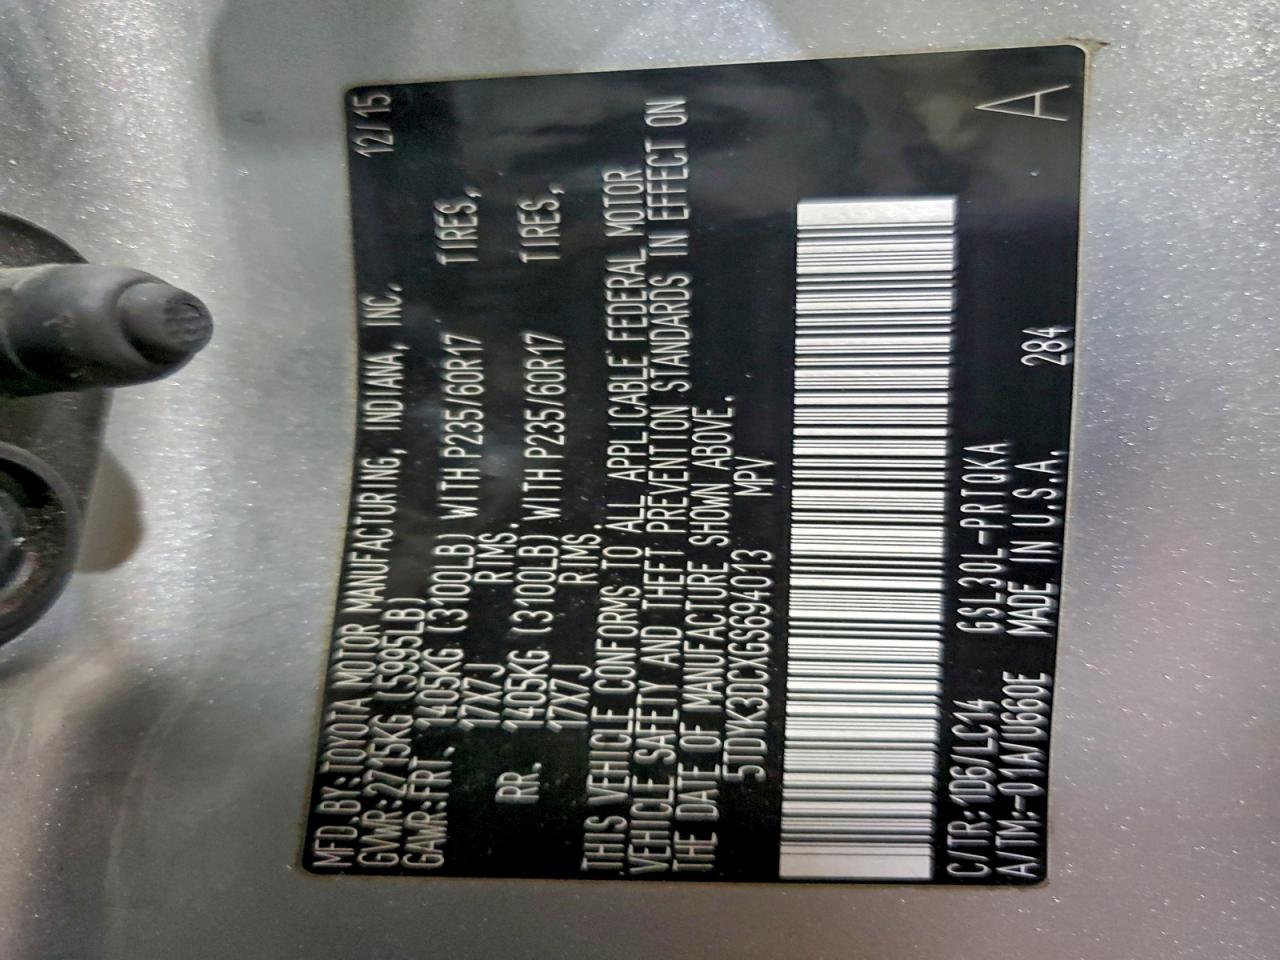 MFD.BY:TOYOTA MOTOR MANUFACTURING, INDIANA, INC. 12/15
GVWR:2715KG(5995LB)
GAWR:FRT. 1405KG (3100LB) WITH P235/60R17 TIRES,
17X7J RIMS.
RR. 1405KG (3100LB) WITH P235/60R17 TIRES,
17X7J RIMS.
THIS VEHICLE CONFORMS TO ALL APPLICABLE FEDERAL MOTOR
VEHICLE SAFETY AND THEFT PREVENTION STANDARDS IN EFFECT ON
THE DATE OF MANUFACTURE SHOWN ABOVE.
5TDYK3DCXGS694013 MPV
C/TR:1D6/LC14 GSL30L-PRTQKA
A/TM:-01A/U660E MADE IN U.S.A. 284 A